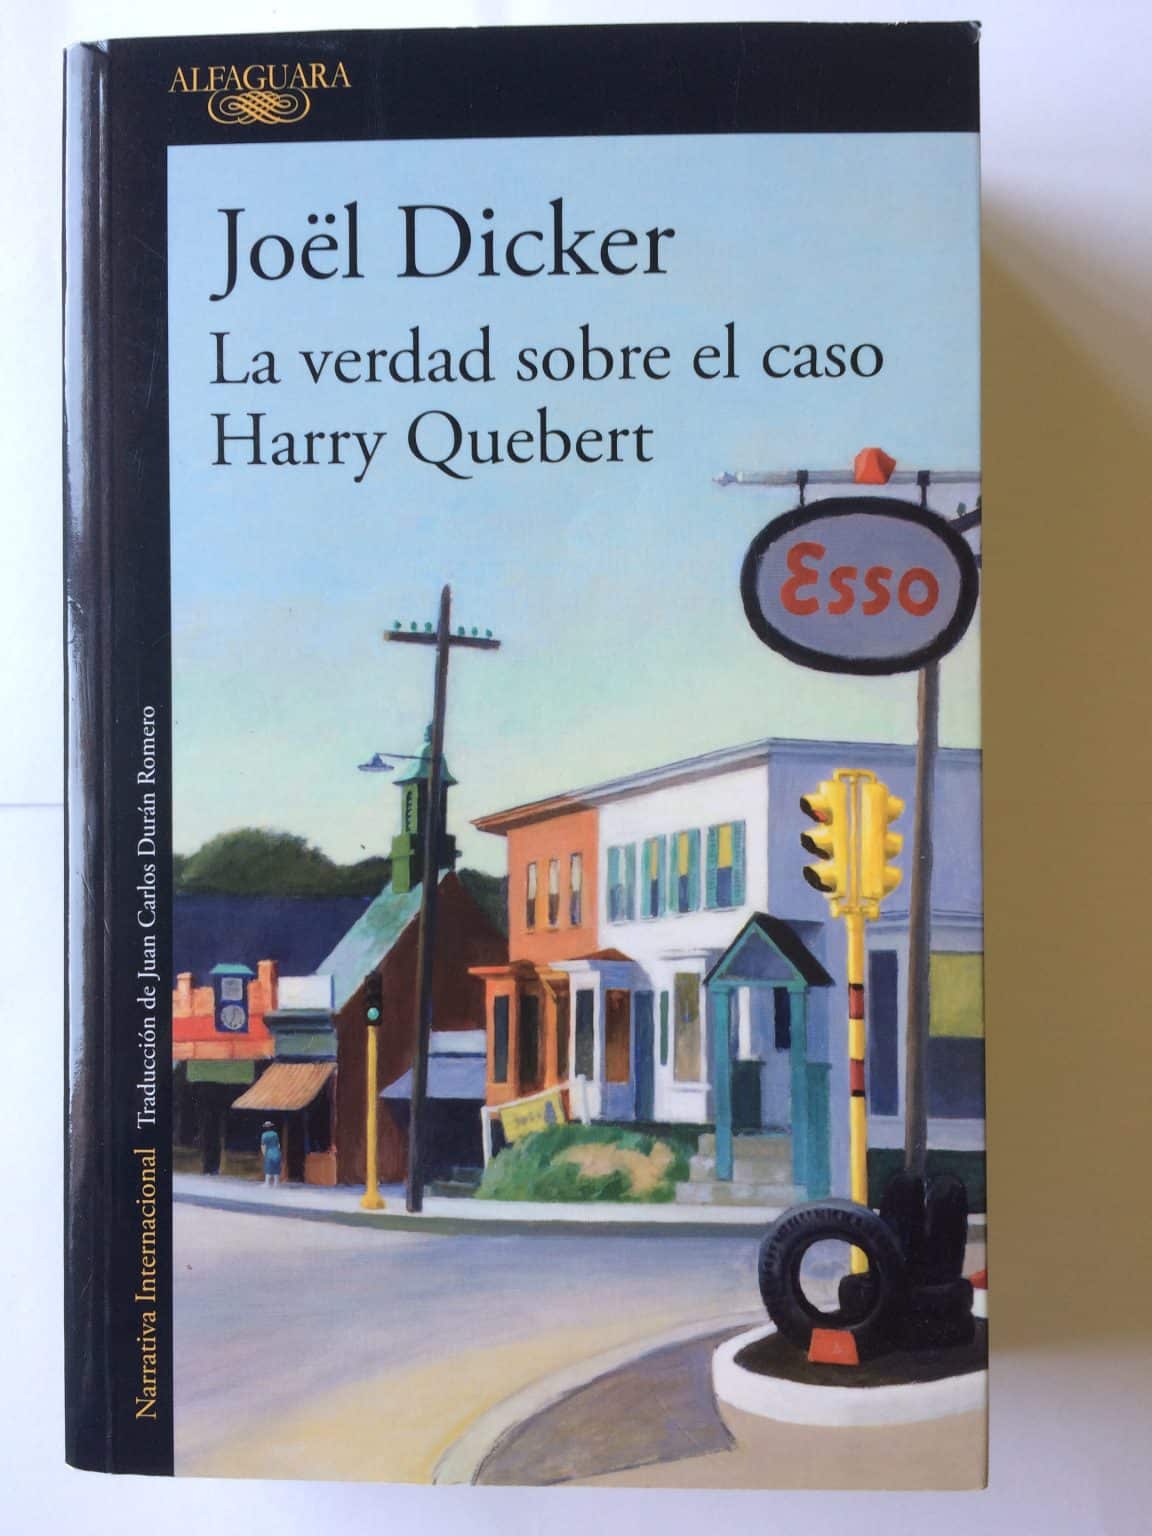 ALFAGUARA
Joël Dicker
La verdad sobre el caso
Harry Quebert
Esso
Narrativa Internacional Traducción de Juan Carlos Durán Romero